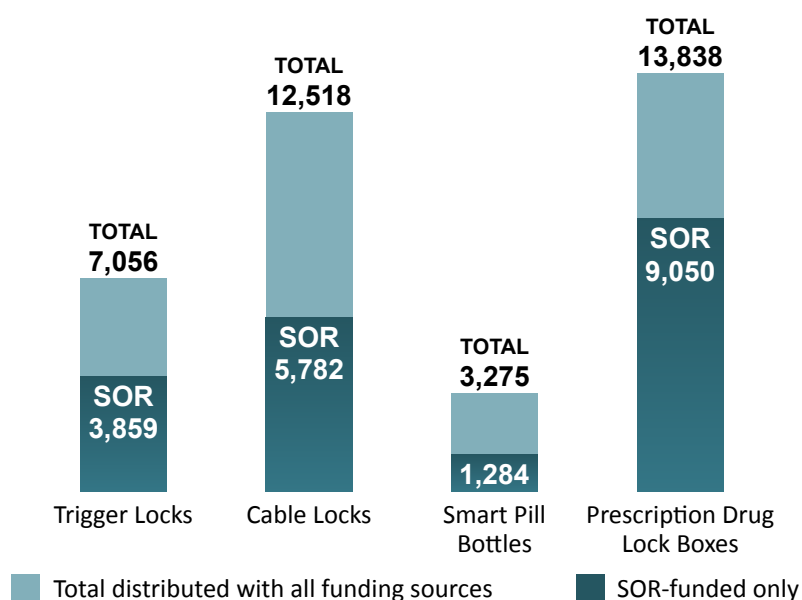 TOTAL
7,056
SOR
3,859
Trigger Locks
TOTAL
12,518
SOR
5,782
Cable Locks
TOTAL
3,275
1,284
Smart Pill
Bottles
TOTAL
13,838
SOR
9,050
Prescription Drug
Lock Boxes
Total distributed with all funding sources
SOR-funded only